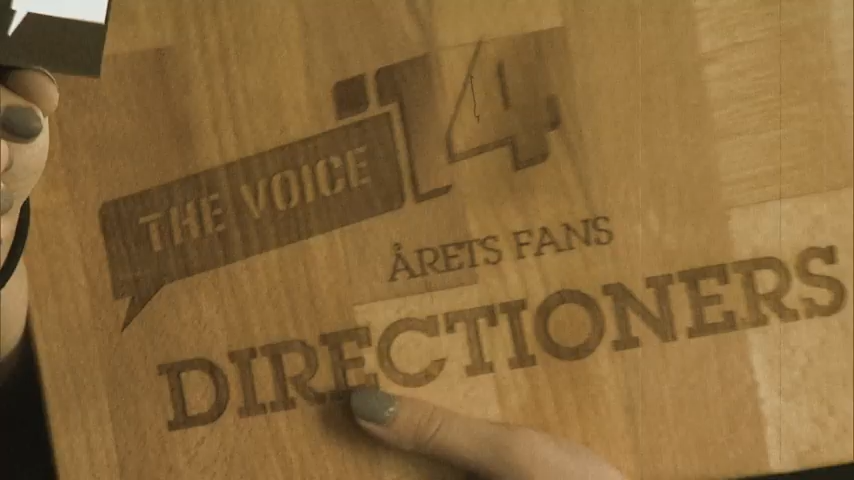 THE VOICE '14
ÅRETS FANS
DIRECTIONERS